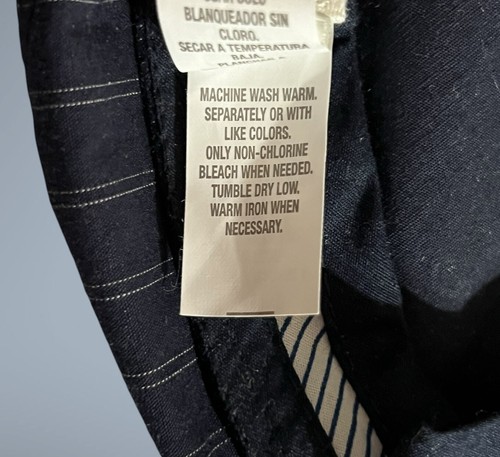 BLANQUEADOR SIN
CLORO.
SECAR A TEMPERATURA
BAJA.
MACHINE WASH WARM.
SEPARATELY OR WITH
LIKE COLORS.
ONLY NON-CHLORINE
BLEACH WHEN NEEDED.
TUMBLE DRY LOW.
WARM IRON WHEN
NECESSARY.